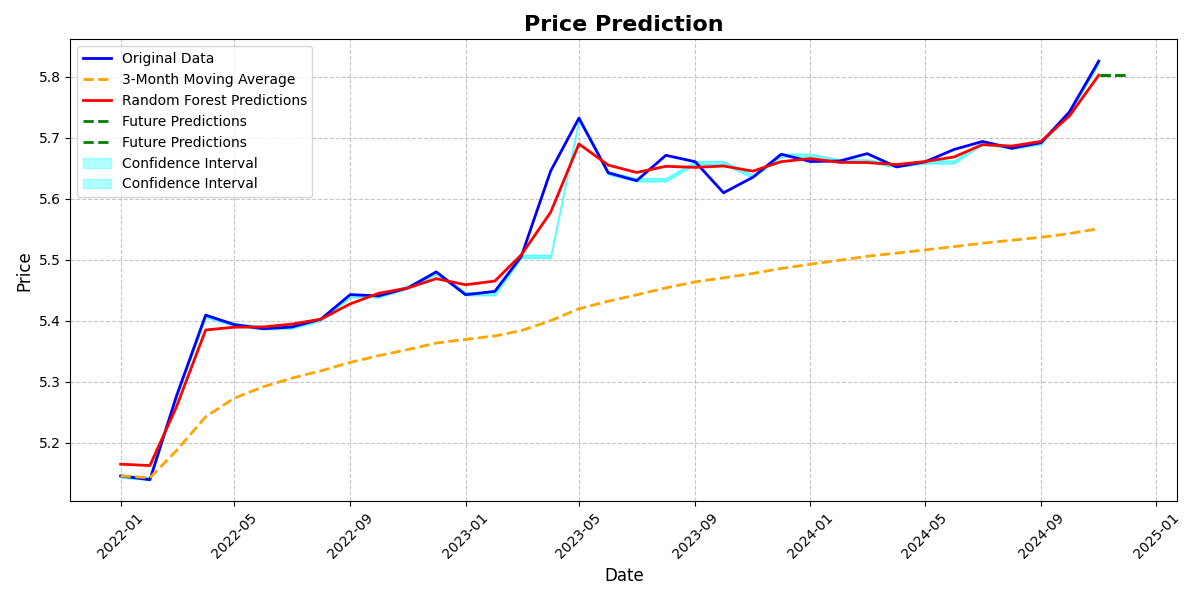 Price Prediction
Original Data
3-Month Moving Average
Random Forest Predictions
Future Predictions
Future Predictions
Confidence Interval
Confidence Interval
Price
5.8
5.7
5.6
5.5
5.4
5.3
5.2
2022-01
2022-05
2022-09
2023-01
2023-05
2023-09
2024-01
2024-05
2024-09
2025-01
Date